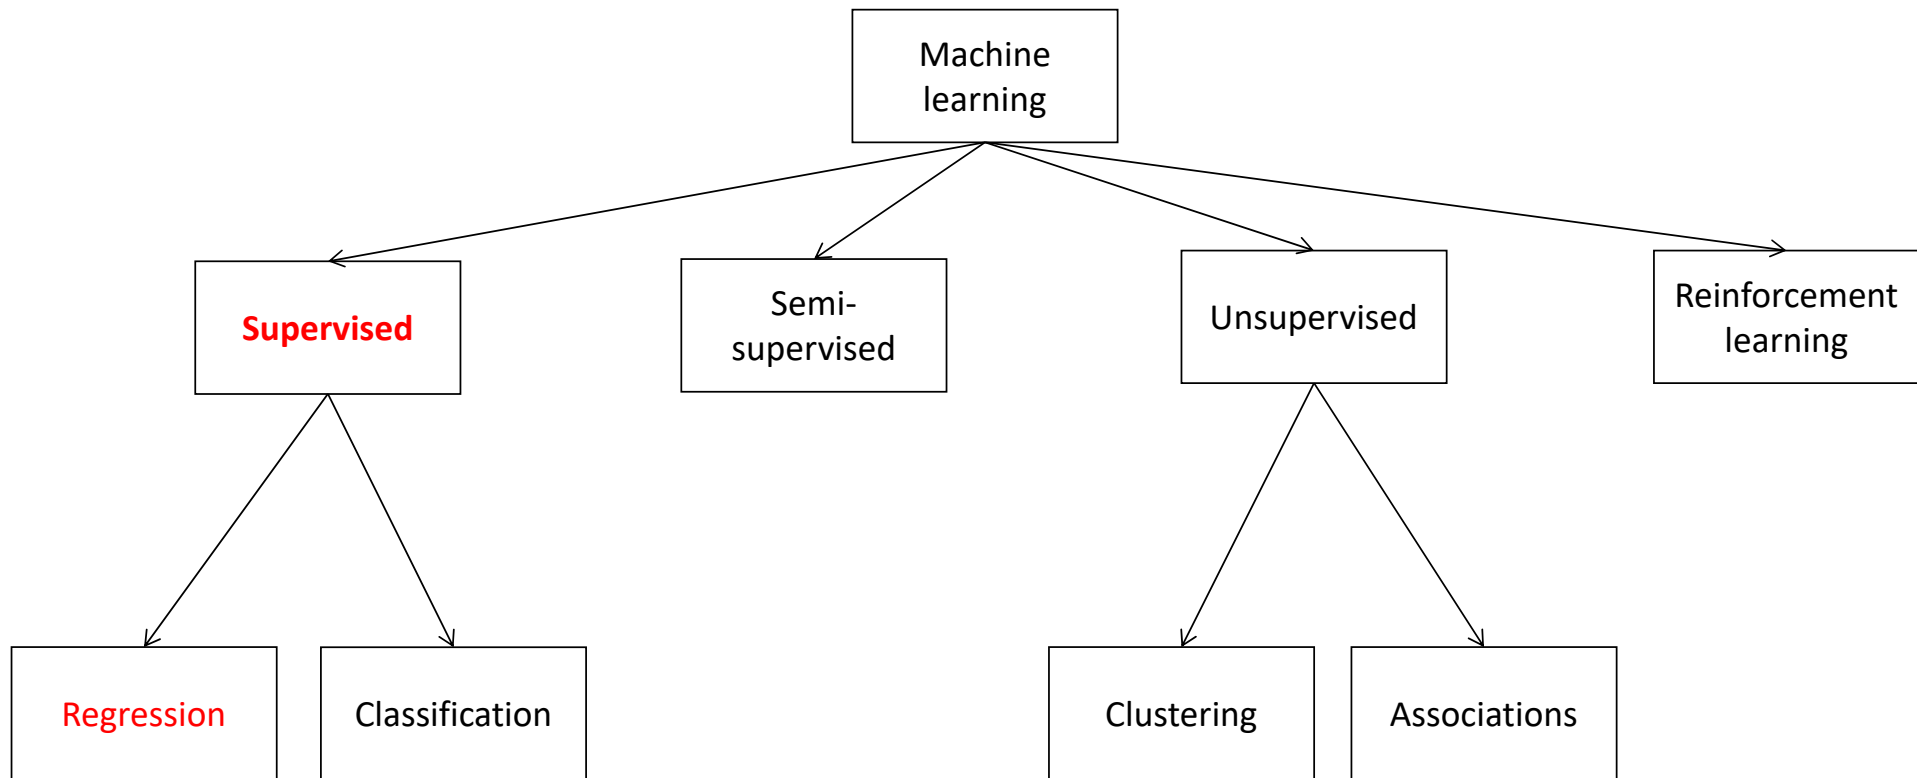 Machine
learning
Supervised
Semi-
supervised
Unsupervised
Reinforcement
learning
Regression
Classification
Clustering
Associations